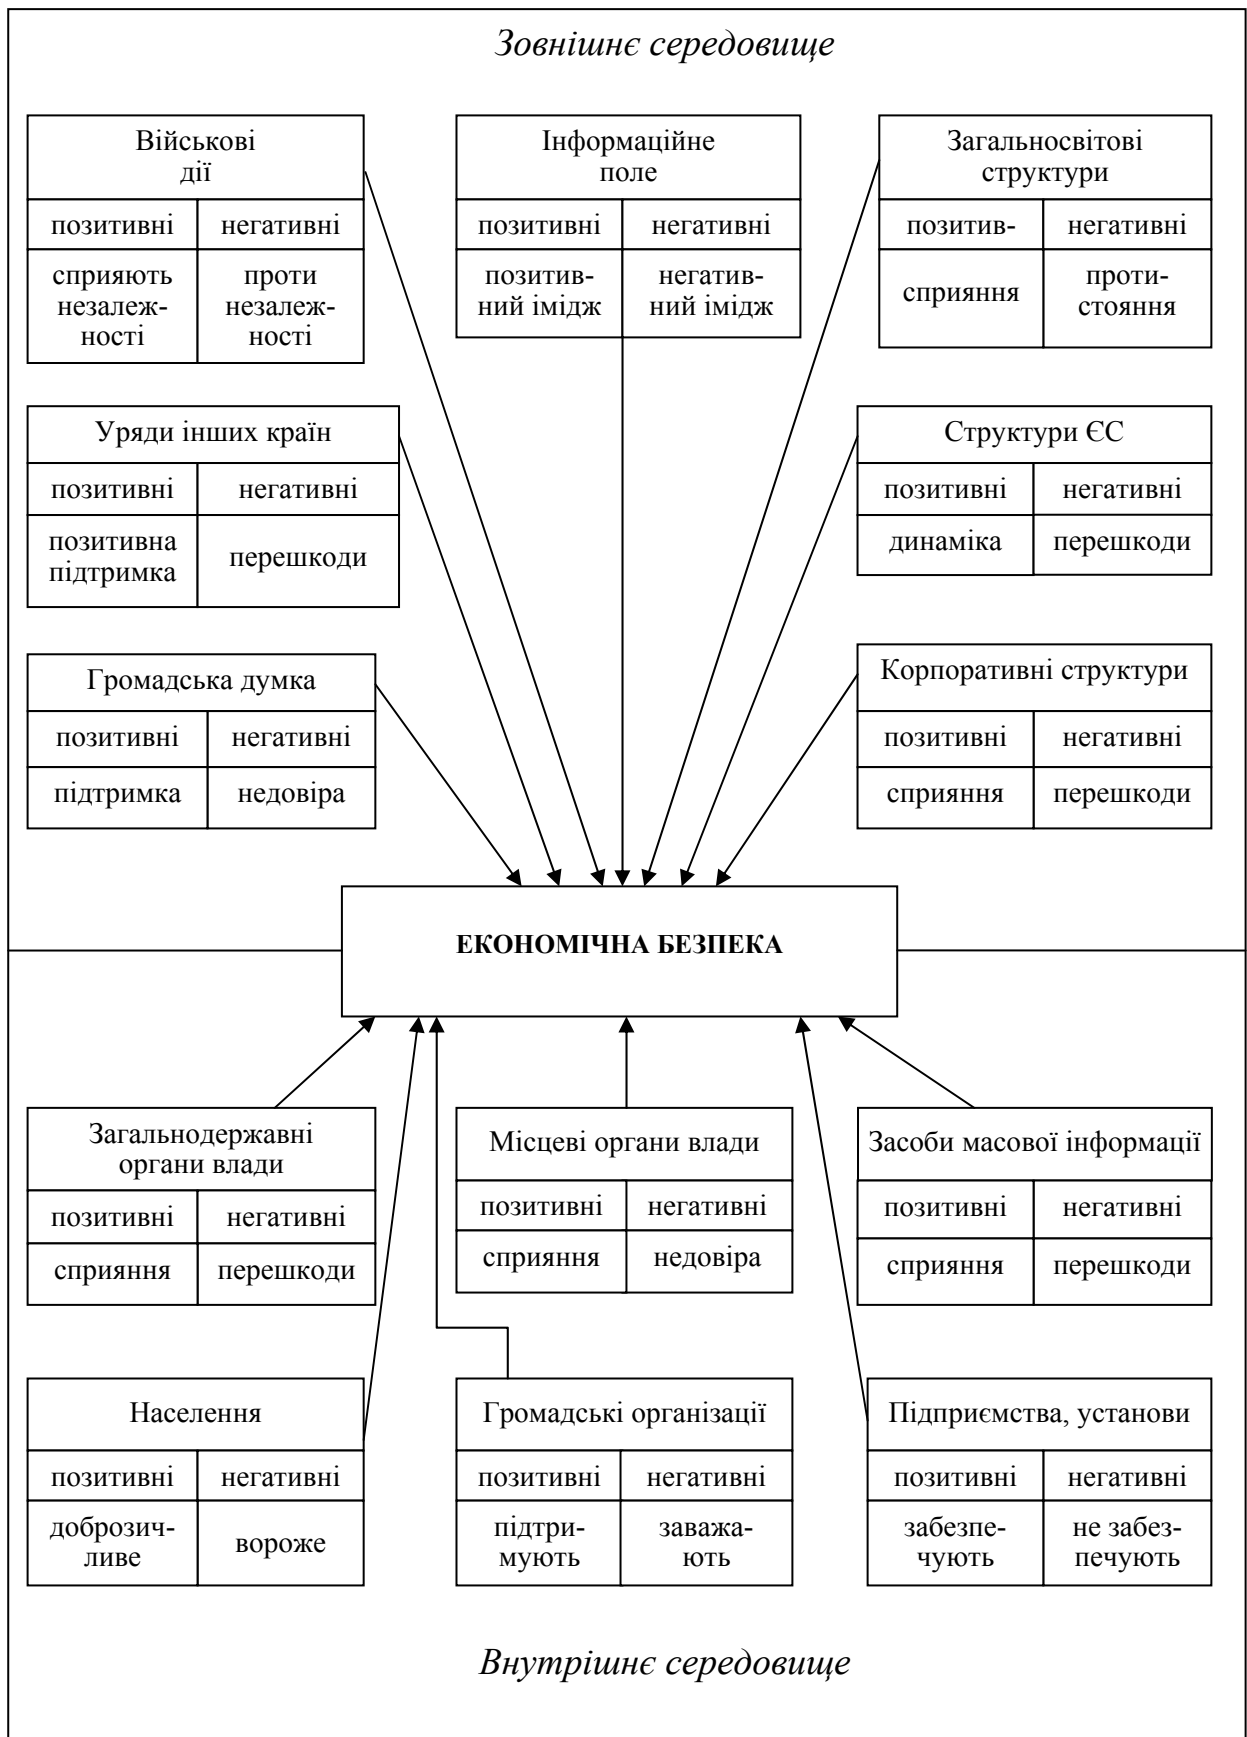 Зовнішнє середовище
Військові
дії
позитивні
негативні
сприяють
незалеж-
ності
проти
незалеж-
ності
Інформаційне
поле
позитивні
негативні
позитив-
ний імідж
негатив-
ний імідж
Загальносвітові
структури
позитив-
негативні
сприяння
проти-
стояння
Уряди інших країн
позитивні
негативні
позитивна
підтримка
перешкоди
Структури ЄС
позитивні
негативні
динаміка
перешкоди
Громадська думка
позитивні
негативні
підтримка
недовіра
Корпоративні структури
позитивні
негативні
сприяння
перешкоди
ЕКОНОМІЧНА БЕЗПЕКА
Загальнодержавні
органи влади
позитивні
негативні
сприяння
перешкоди
Місцеві органи влади
позитивні
негативні
сприяння
недовіра
Засоби масової інформації
позитивні
негативні
сприяння
перешкоди
Населення
позитивні
негативні
доброзич-
ливе
вороже
Громадські організації
позитивні
негативні
підтри-
мують
заважа-
ють
Підприємства, установи
позитивні
негативні
забезпе-
чують
не забез-
печують
Внутрішнє середовище